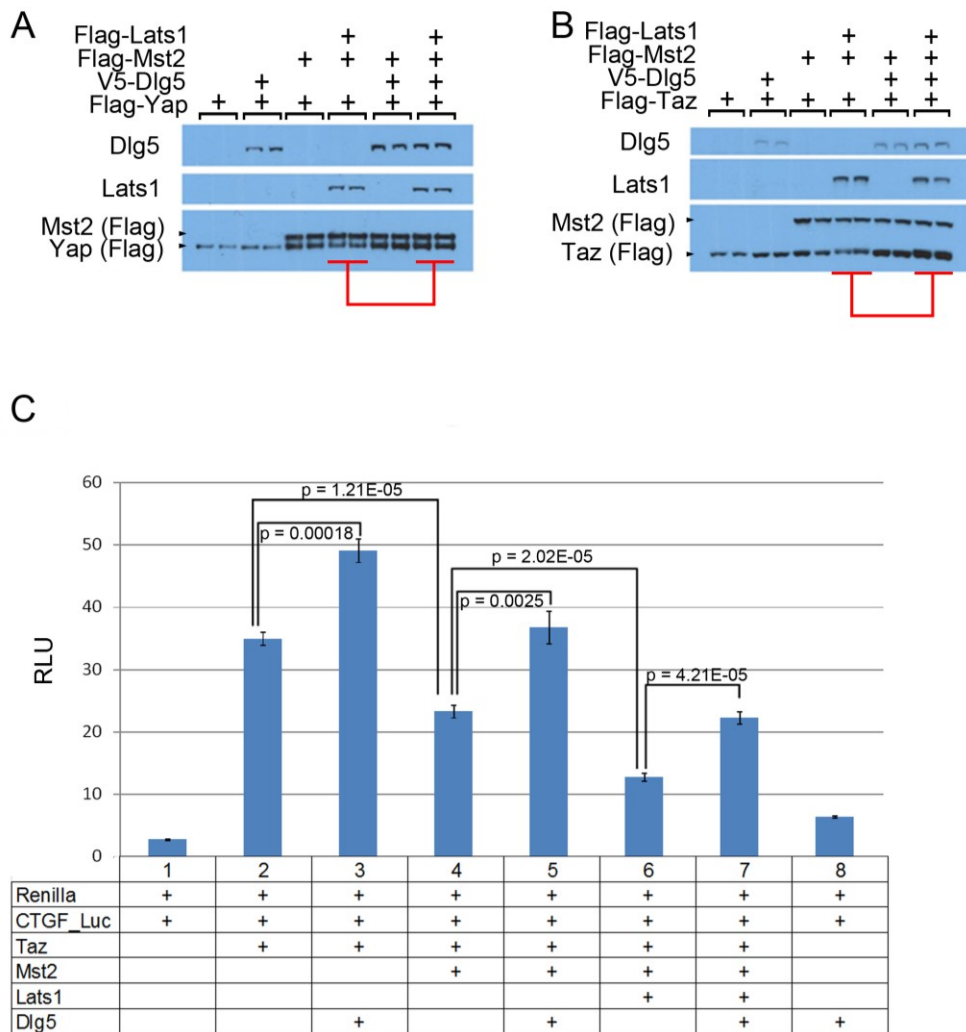 A
Flag-Lats1 + +
Flag-Mst2 + + + +
V5-Dlg5 + + +
Flag-Yap + + + + + +
Dlg5
Lats1
Mst2 (Flag)
Yap (Flag)
B
Flag-Lats1 + +
Flag-Mst2 + + + +
V5-Dlg5 + + +
Flag-Taz + + + + + +
Dlg5
Lats1
Mst2 (Flag)
Taz (Flag)
C
RLU
60
50
40
30
20
10
0
p = 1.21E-05
p = 0.00018
p = 2.02E-05
p = 0.0025
p = 4.21E-05
1 2 3 4 5 6 7 8
Renilla + + + + + + + +
CTGF_Luc + + + + + + + +
Taz + + + + + +
Mst2 + + + +
Lats1 + +
Dlg5 + + + +